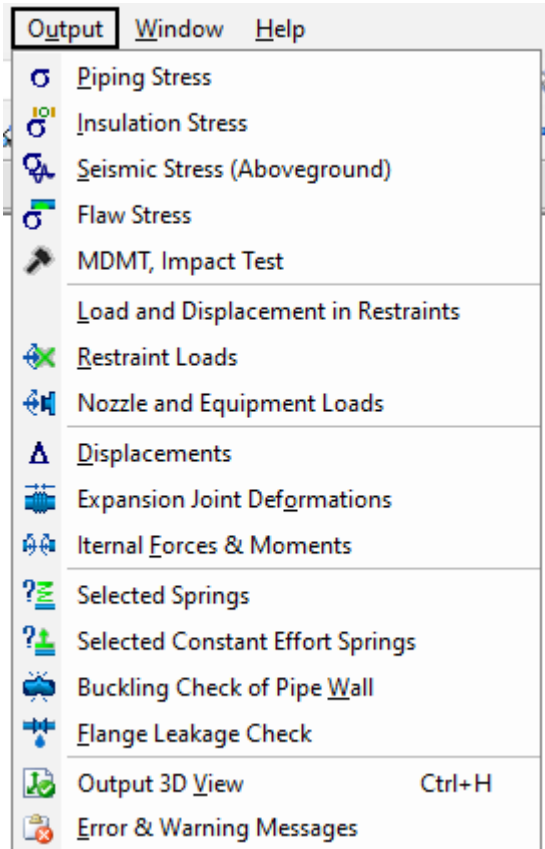 Output Window Help
Piping Stress
Insulation Stress
Seismic Stress (Aboveground)
Flaw Stress
MDMT, Impact Test
Load and Displacement in Restraints
Restraint Loads
Nozzle and Equipment Loads
Displacements
Expansion Joint Deformations
Iternal Forces & Moments
Selected Springs
Selected Constant Effort Springs
Buckling Check of Pipe Wall
Flange Leakage Check
Output 3D View Ctrl+H
Error & Warning Messages